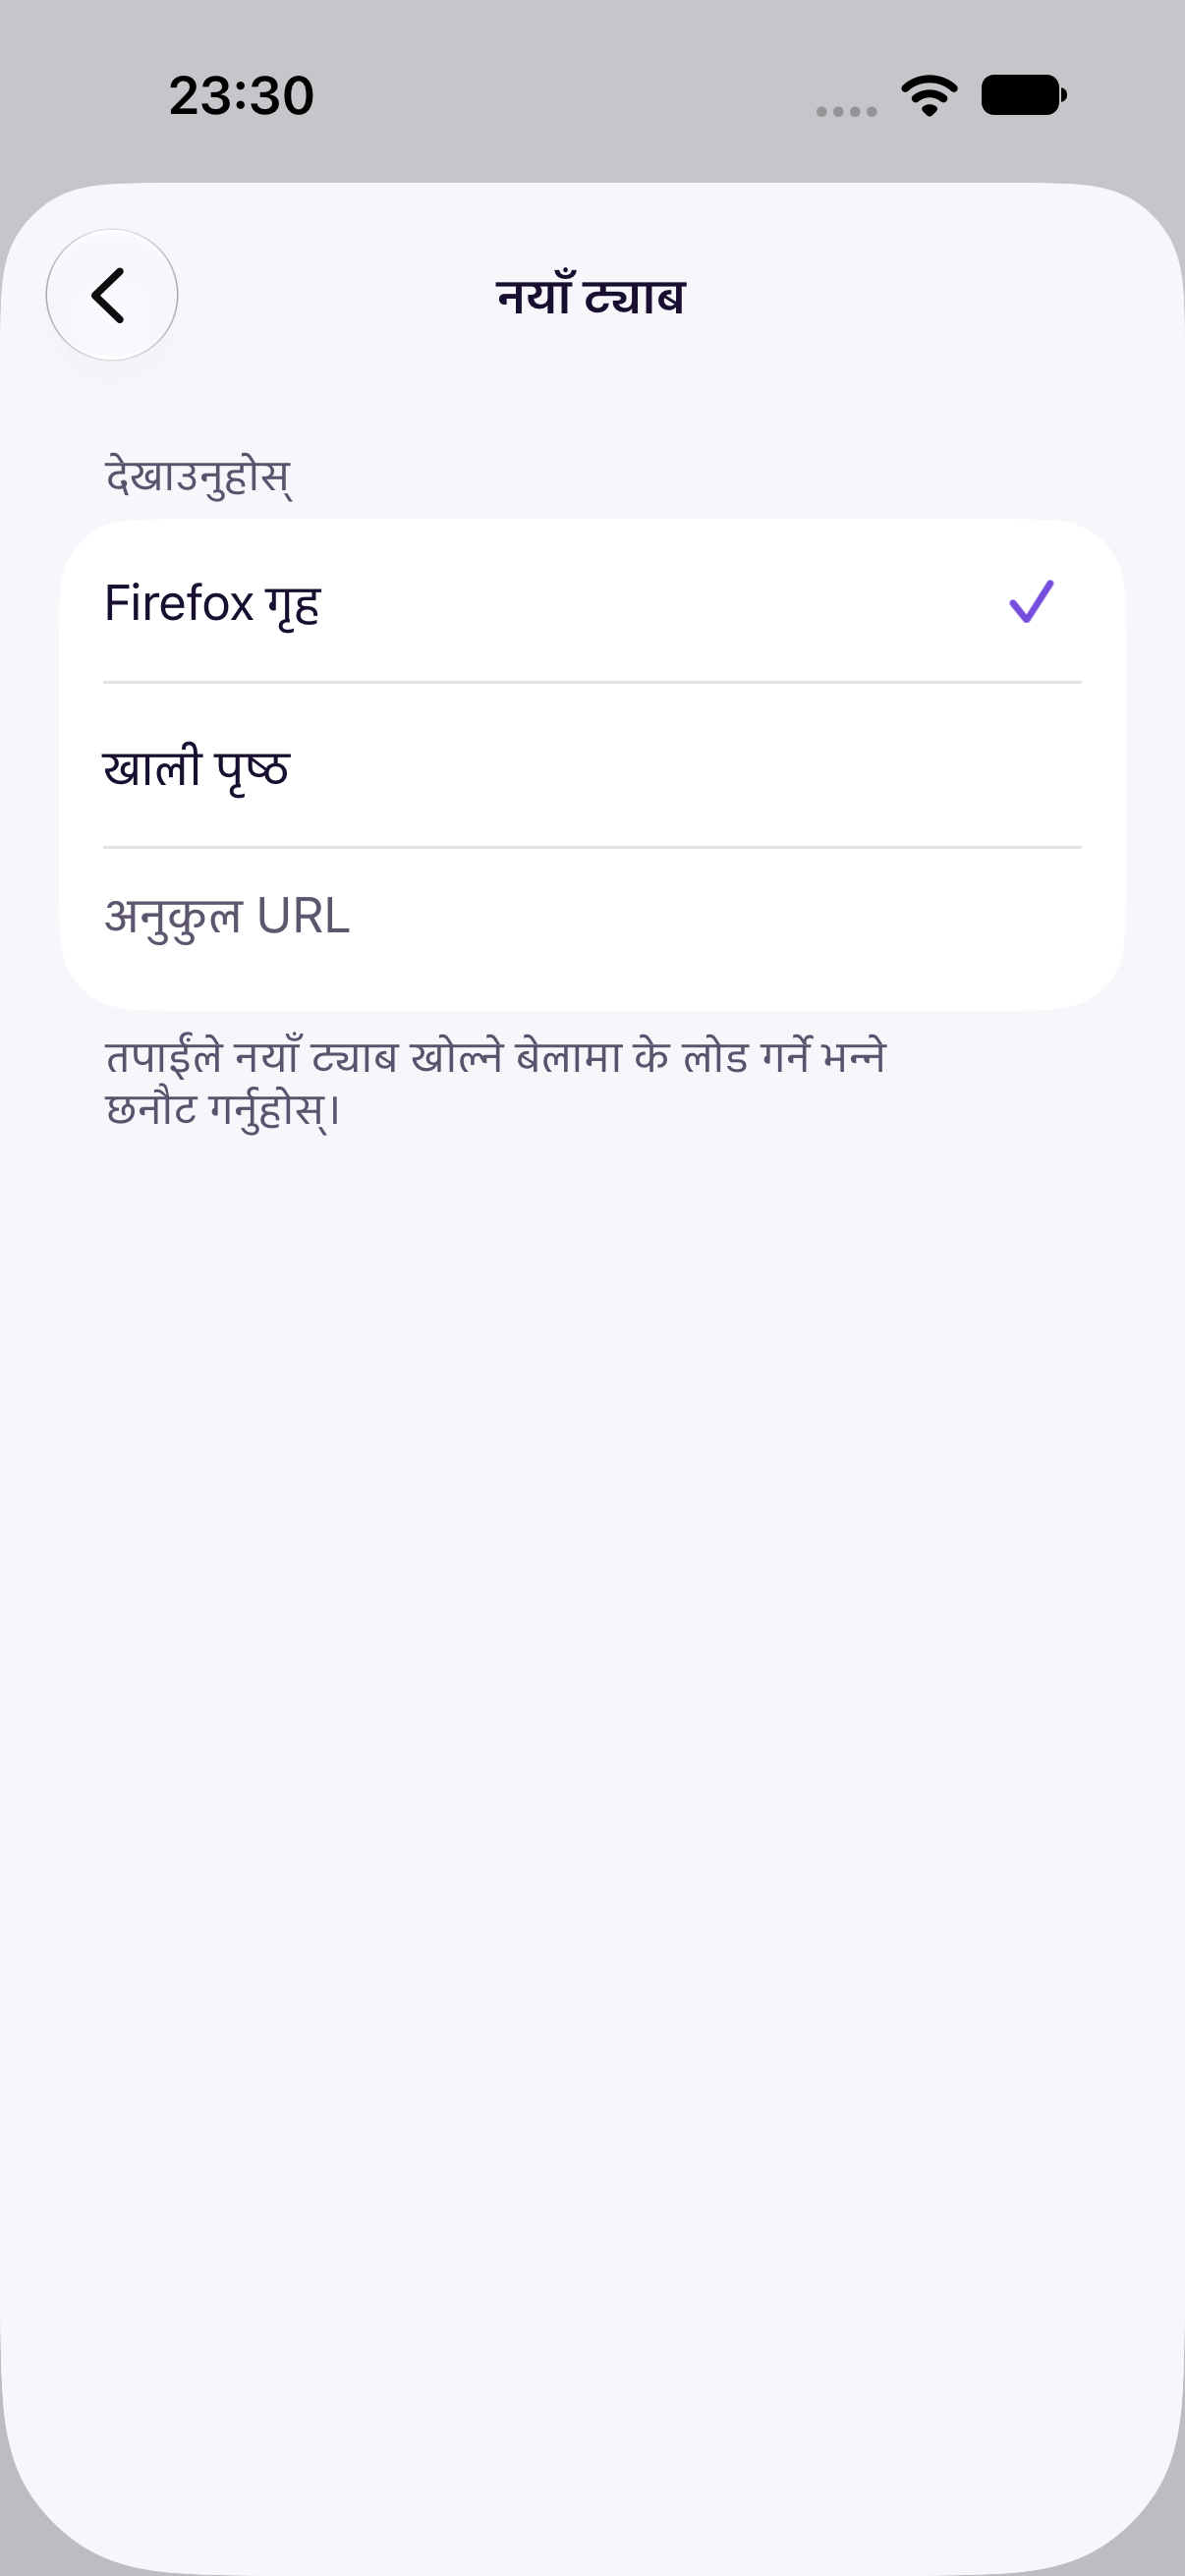 23:30
नयाँ ट्याब
देखाउनुहोस्
Firefox गृह
खाली पृष्ठ
अनुकुल URL
तपाईंले नयाँ ट्याब खोल्ने बेलामा के लोड गर्ने भन्ने
छनौट गर्नुहोस्।